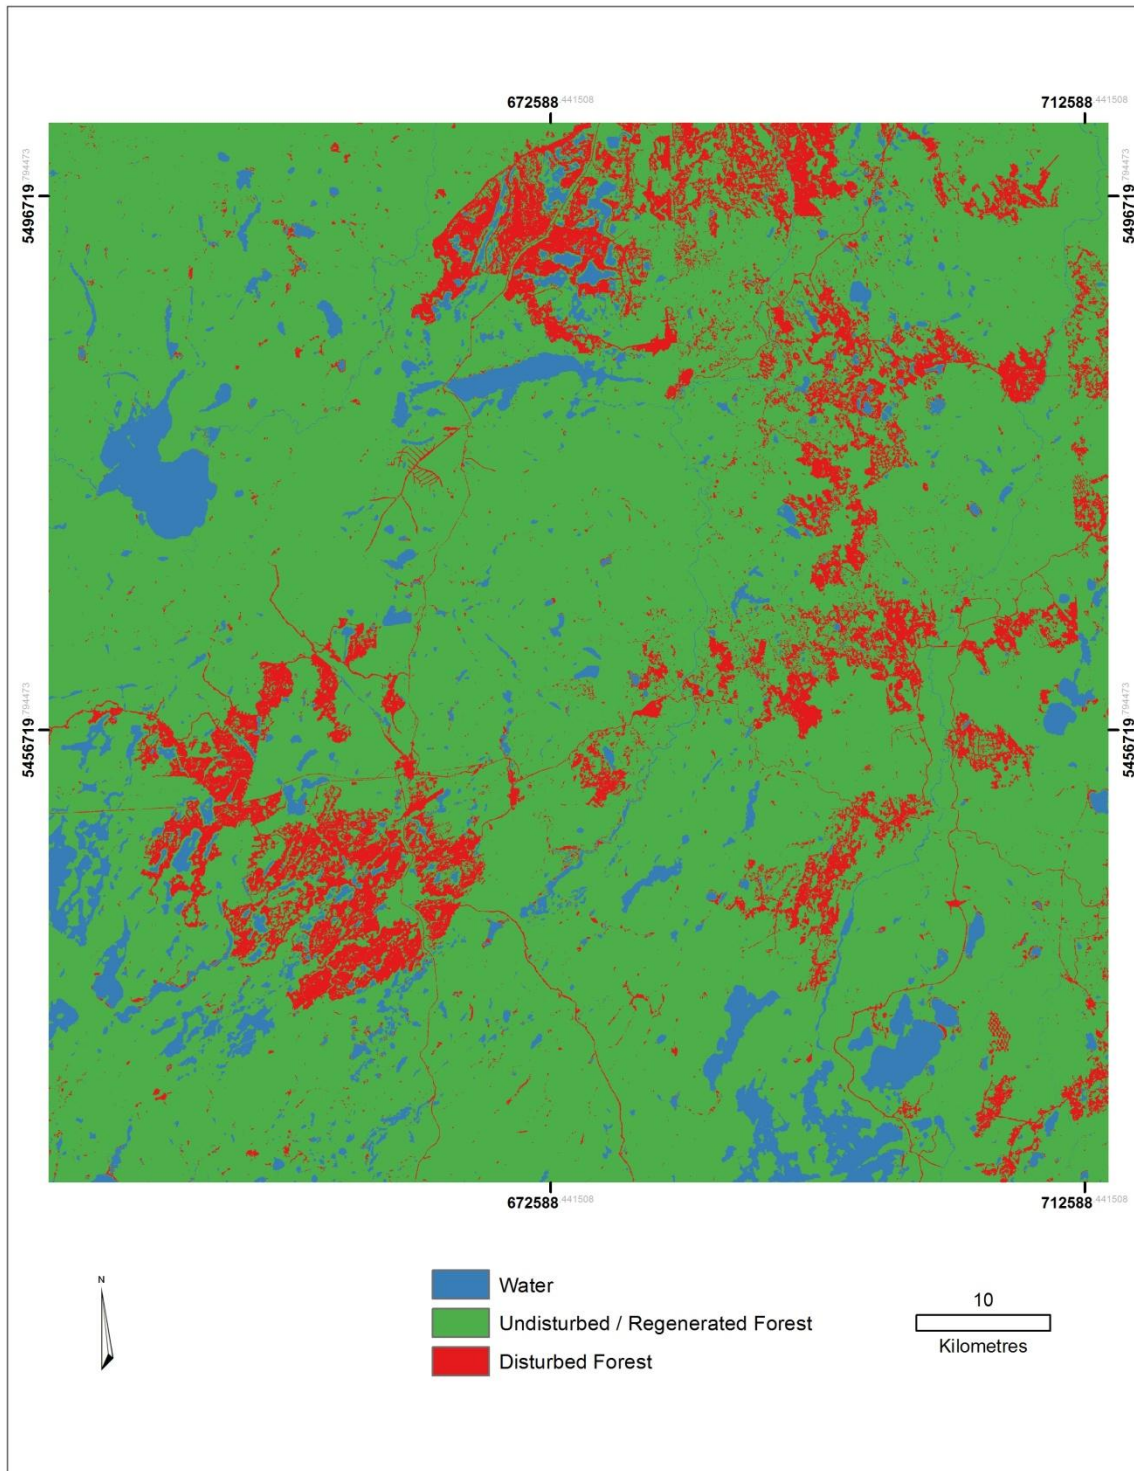 672588.441508 712588.441508
5496719.794473 5496719.794473
5456719.794473 5456719.794473
672588.441508 712588.441508
N
Water
Undisturbed / Regenerated Forest
Disturbed Forest
10
Kilometres